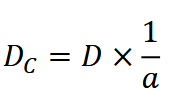 D_C = D × 1/a